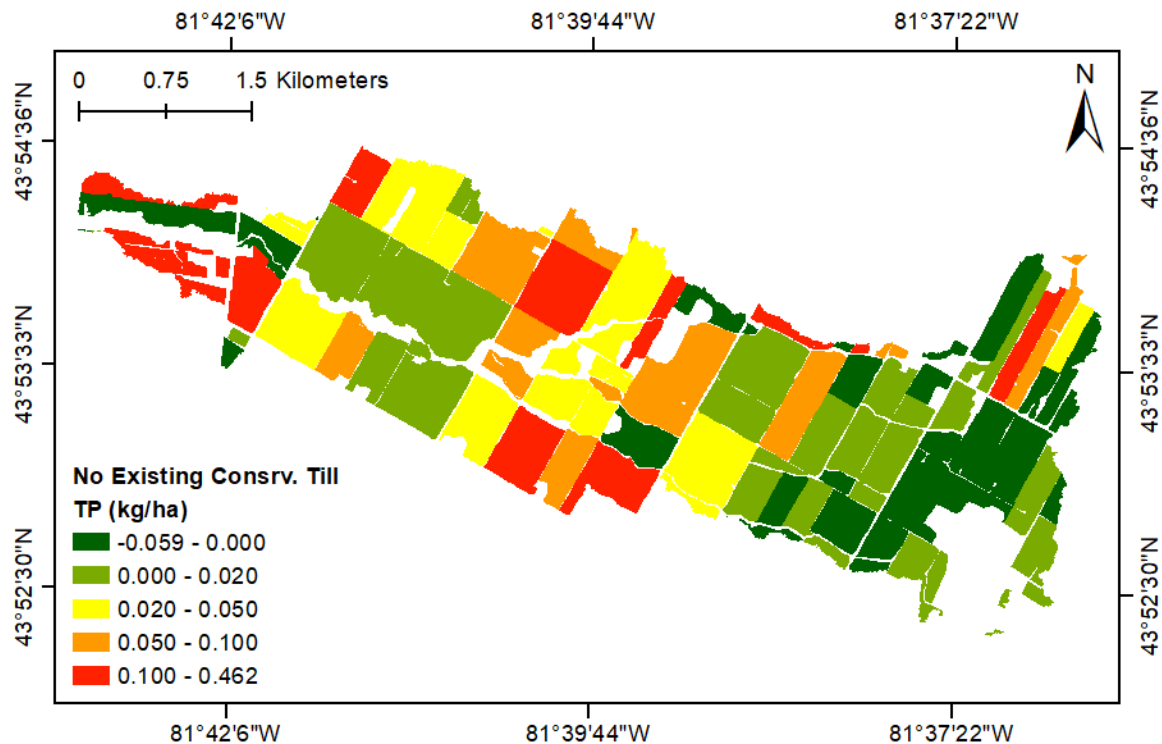 81°42'6"W 81°39'44"W 81°37'22"W
0 0.75 1.5 Kilometers
N
43°54'36"N
43°54'36"N
43°53'33"N
43°53'33"N
No Existing Consrv. Till
TP (kg/ha)
-0.059 - 0.000
0.000 - 0.020
0.020 - 0.050
0.050 - 0.100
0.100 - 0.462
43°52'30"N
43°52'30"N
81°42'6"W 81°39'44"W 81°37'22"W